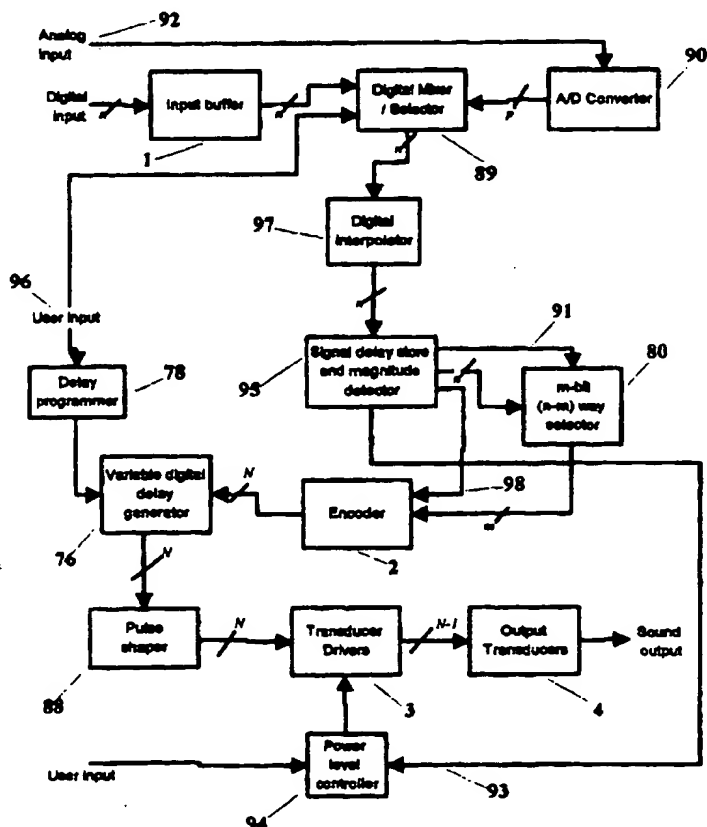 92
Analog
Input
90
Digital
Input
n
Input buffer
n
Digital Mixer
/ Selector
p
A/D Converter
1
n
89
97
Digital
Interpolator
96
User Input
n
91
78
Delay
programmer
95
Signal delay store
and magnitude
detector
n
80
m-bit
(n-m) way
selector
Variable digital
delay
generator
N
Encoder
98
m
76
N
2
Pulse
shaper
N
Transducer
Drivers
N-1
Output
Transducers
Sound
output
88
3
4
User Input
Power
level
controller
93
94